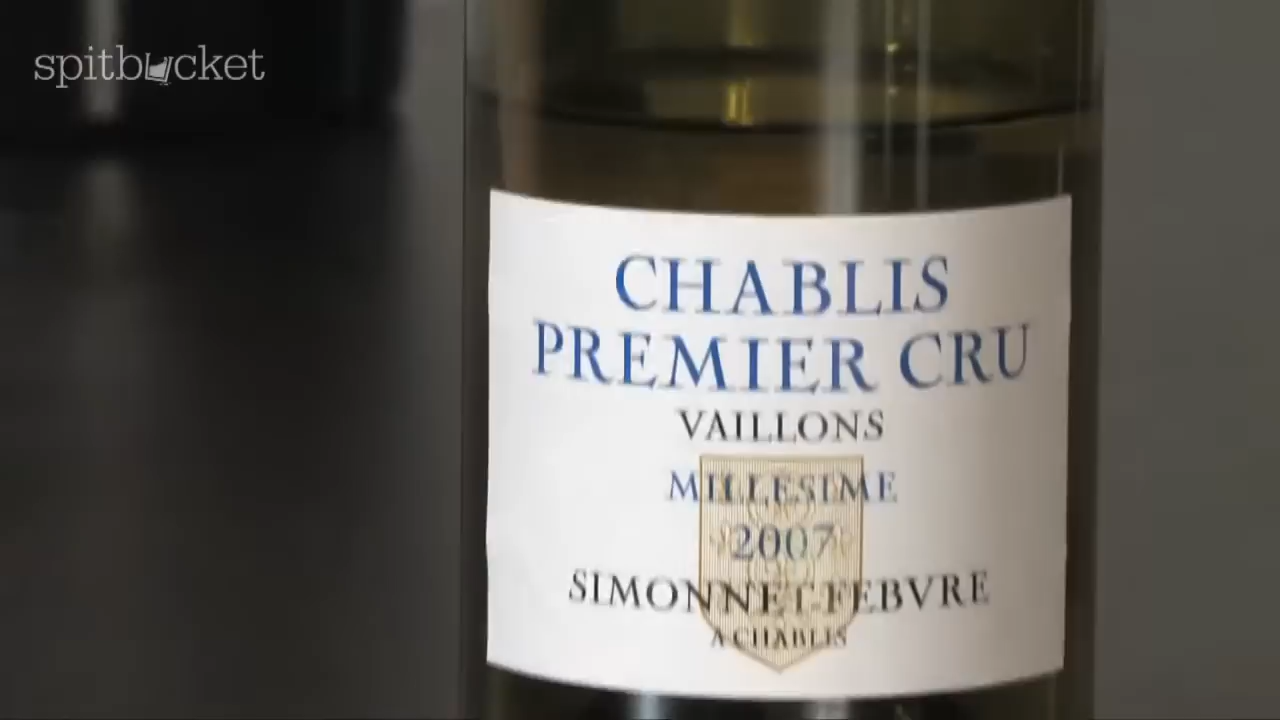 spitbucket
CHABLIS
PREMIER CRU
VAILLONS
MILLESIME
2007
SIMONNET-FEBVRE
A CHABLIS